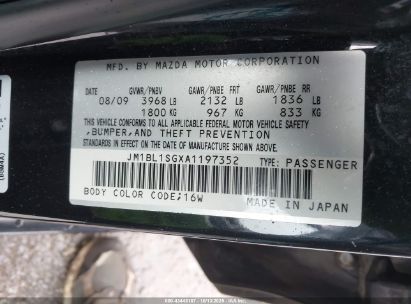 MFD. BY MAZDA MOTOR CORPORATION
GVWR/PNBV GAWR/PNBE FRT GAWR/PNBE RR
08/09 3968 LB 2132 LB 1836 LB
1800 KG 967 KG 833 KG
THIS VEHICLE CONFORMS TO ALL APPLICABLE FEDERAL MOTOR VEHICLE SAFETY
, BUMPER, AND THEFT PREVENTION
STANDARDS IN EFFECT ON THE DATE OF MANUFACTURE SHOWN ABOVE.
JM1BL1SGXA1197352 TYPE: PASSENGER
BODY COLOR CODE:16W
MADE IN JAPAN